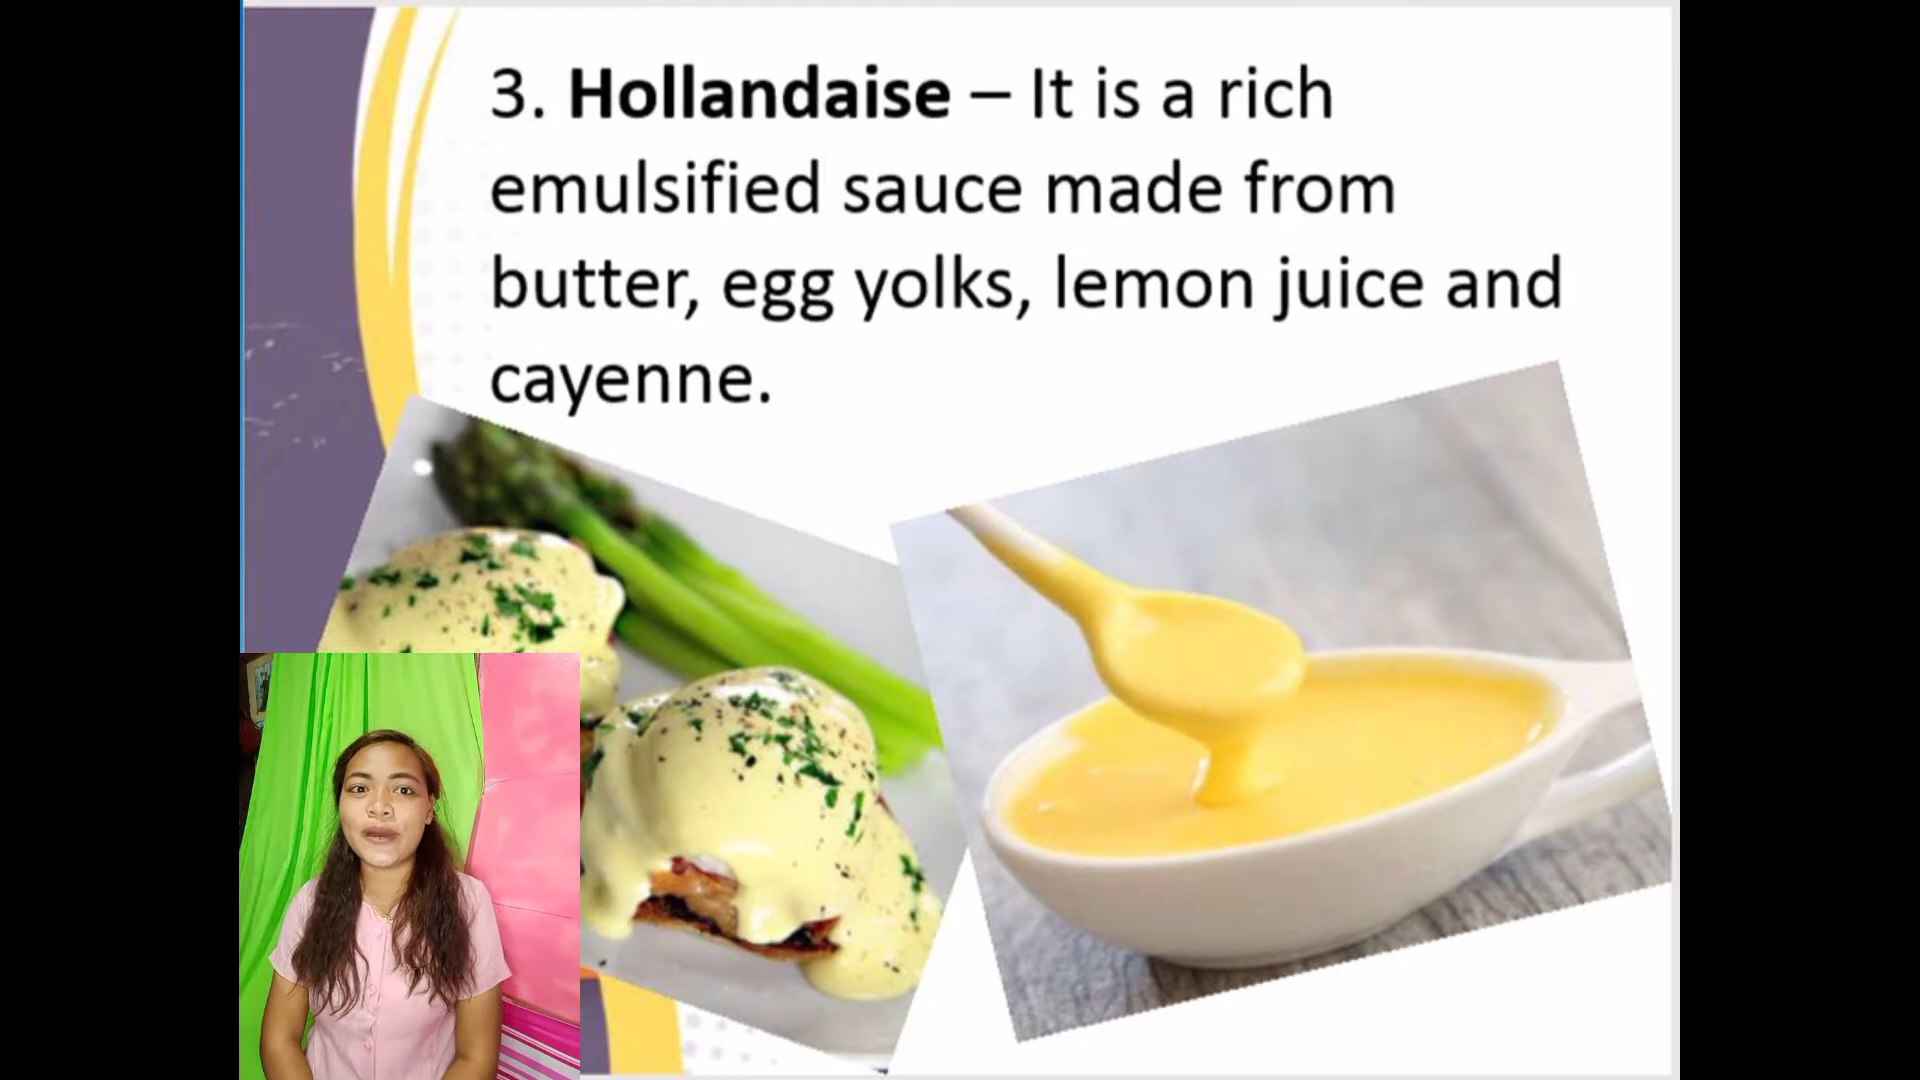 3. Hollandaise – It is a rich
emulsified sauce made from
butter, egg yolks, lemon juice and
cayenne.